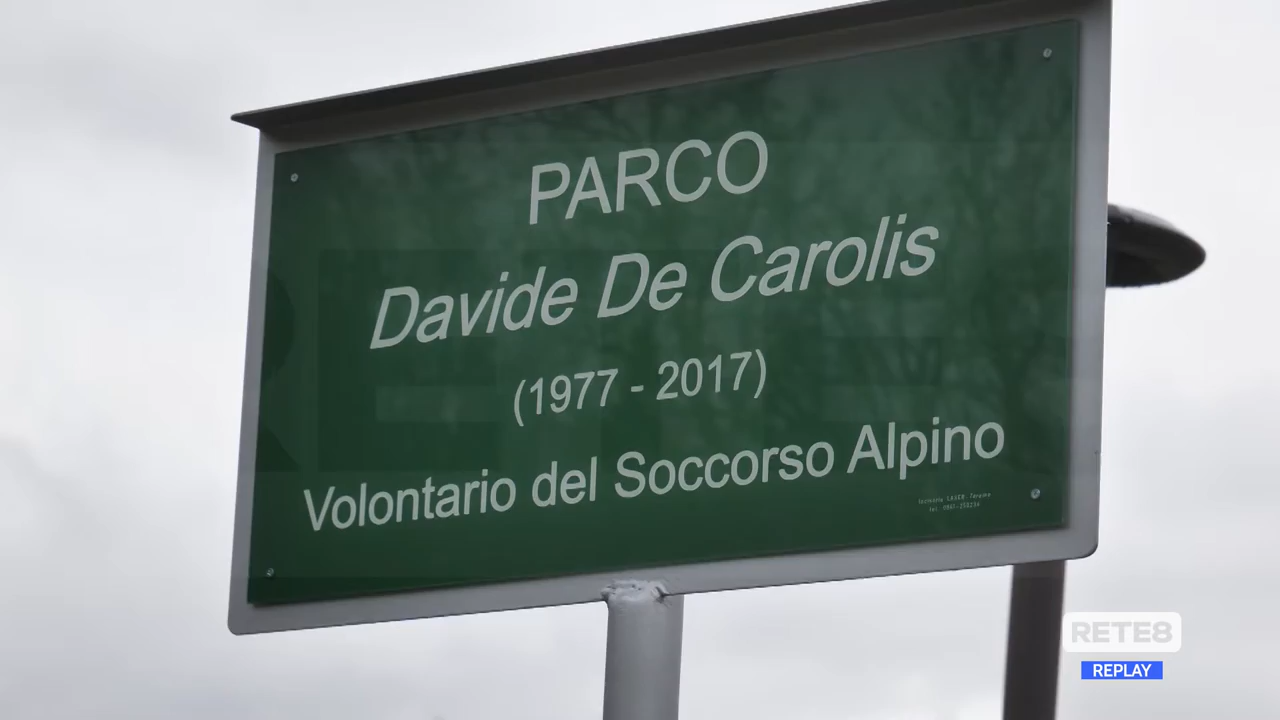 PARCO
Davide De Carolis
(1977 - 2017)
Volontario del Soccorso Alpino
RETE8
REPLAY